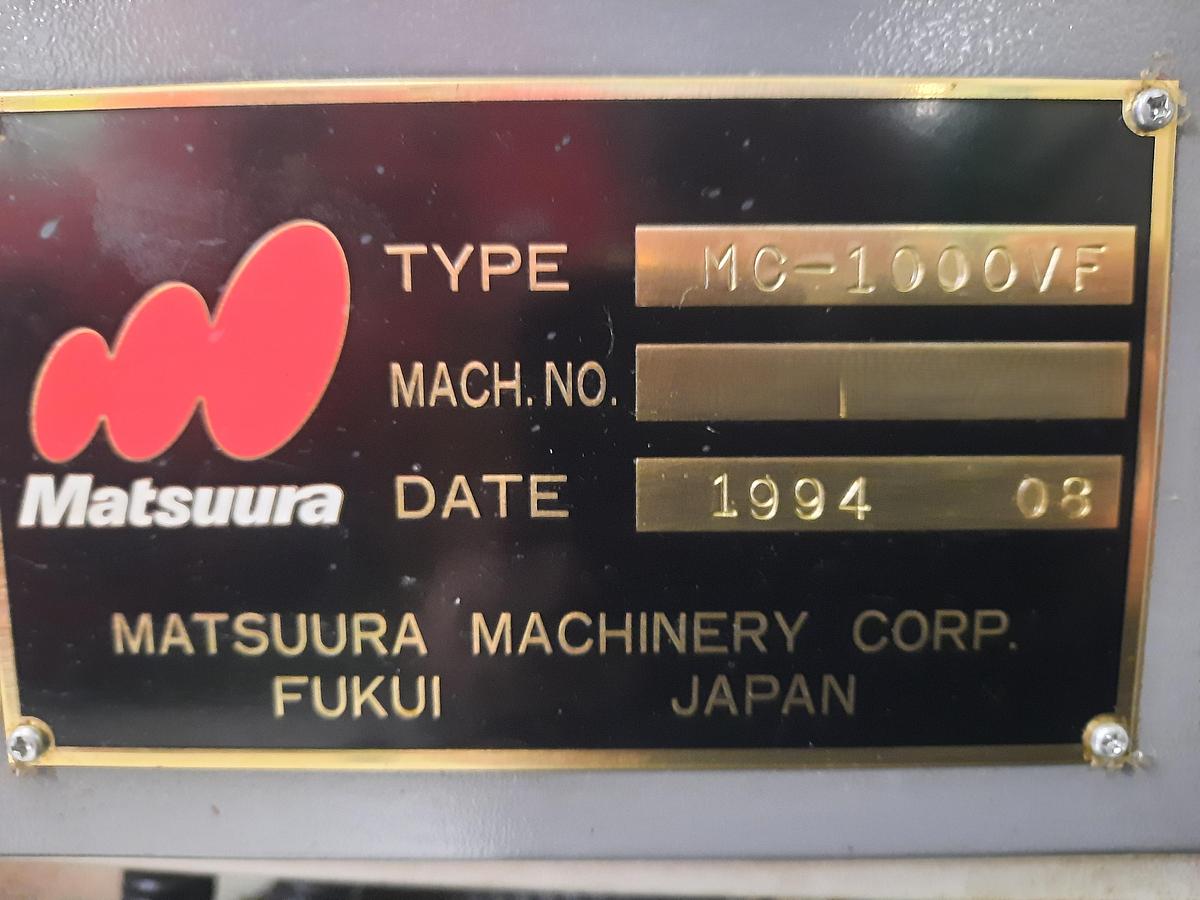 TYPE MC-1000VF
MACH. NO.
DATE 1994 08
Matsuura
MATSUURA MACHINERY CORP.
FUKUI JAPAN